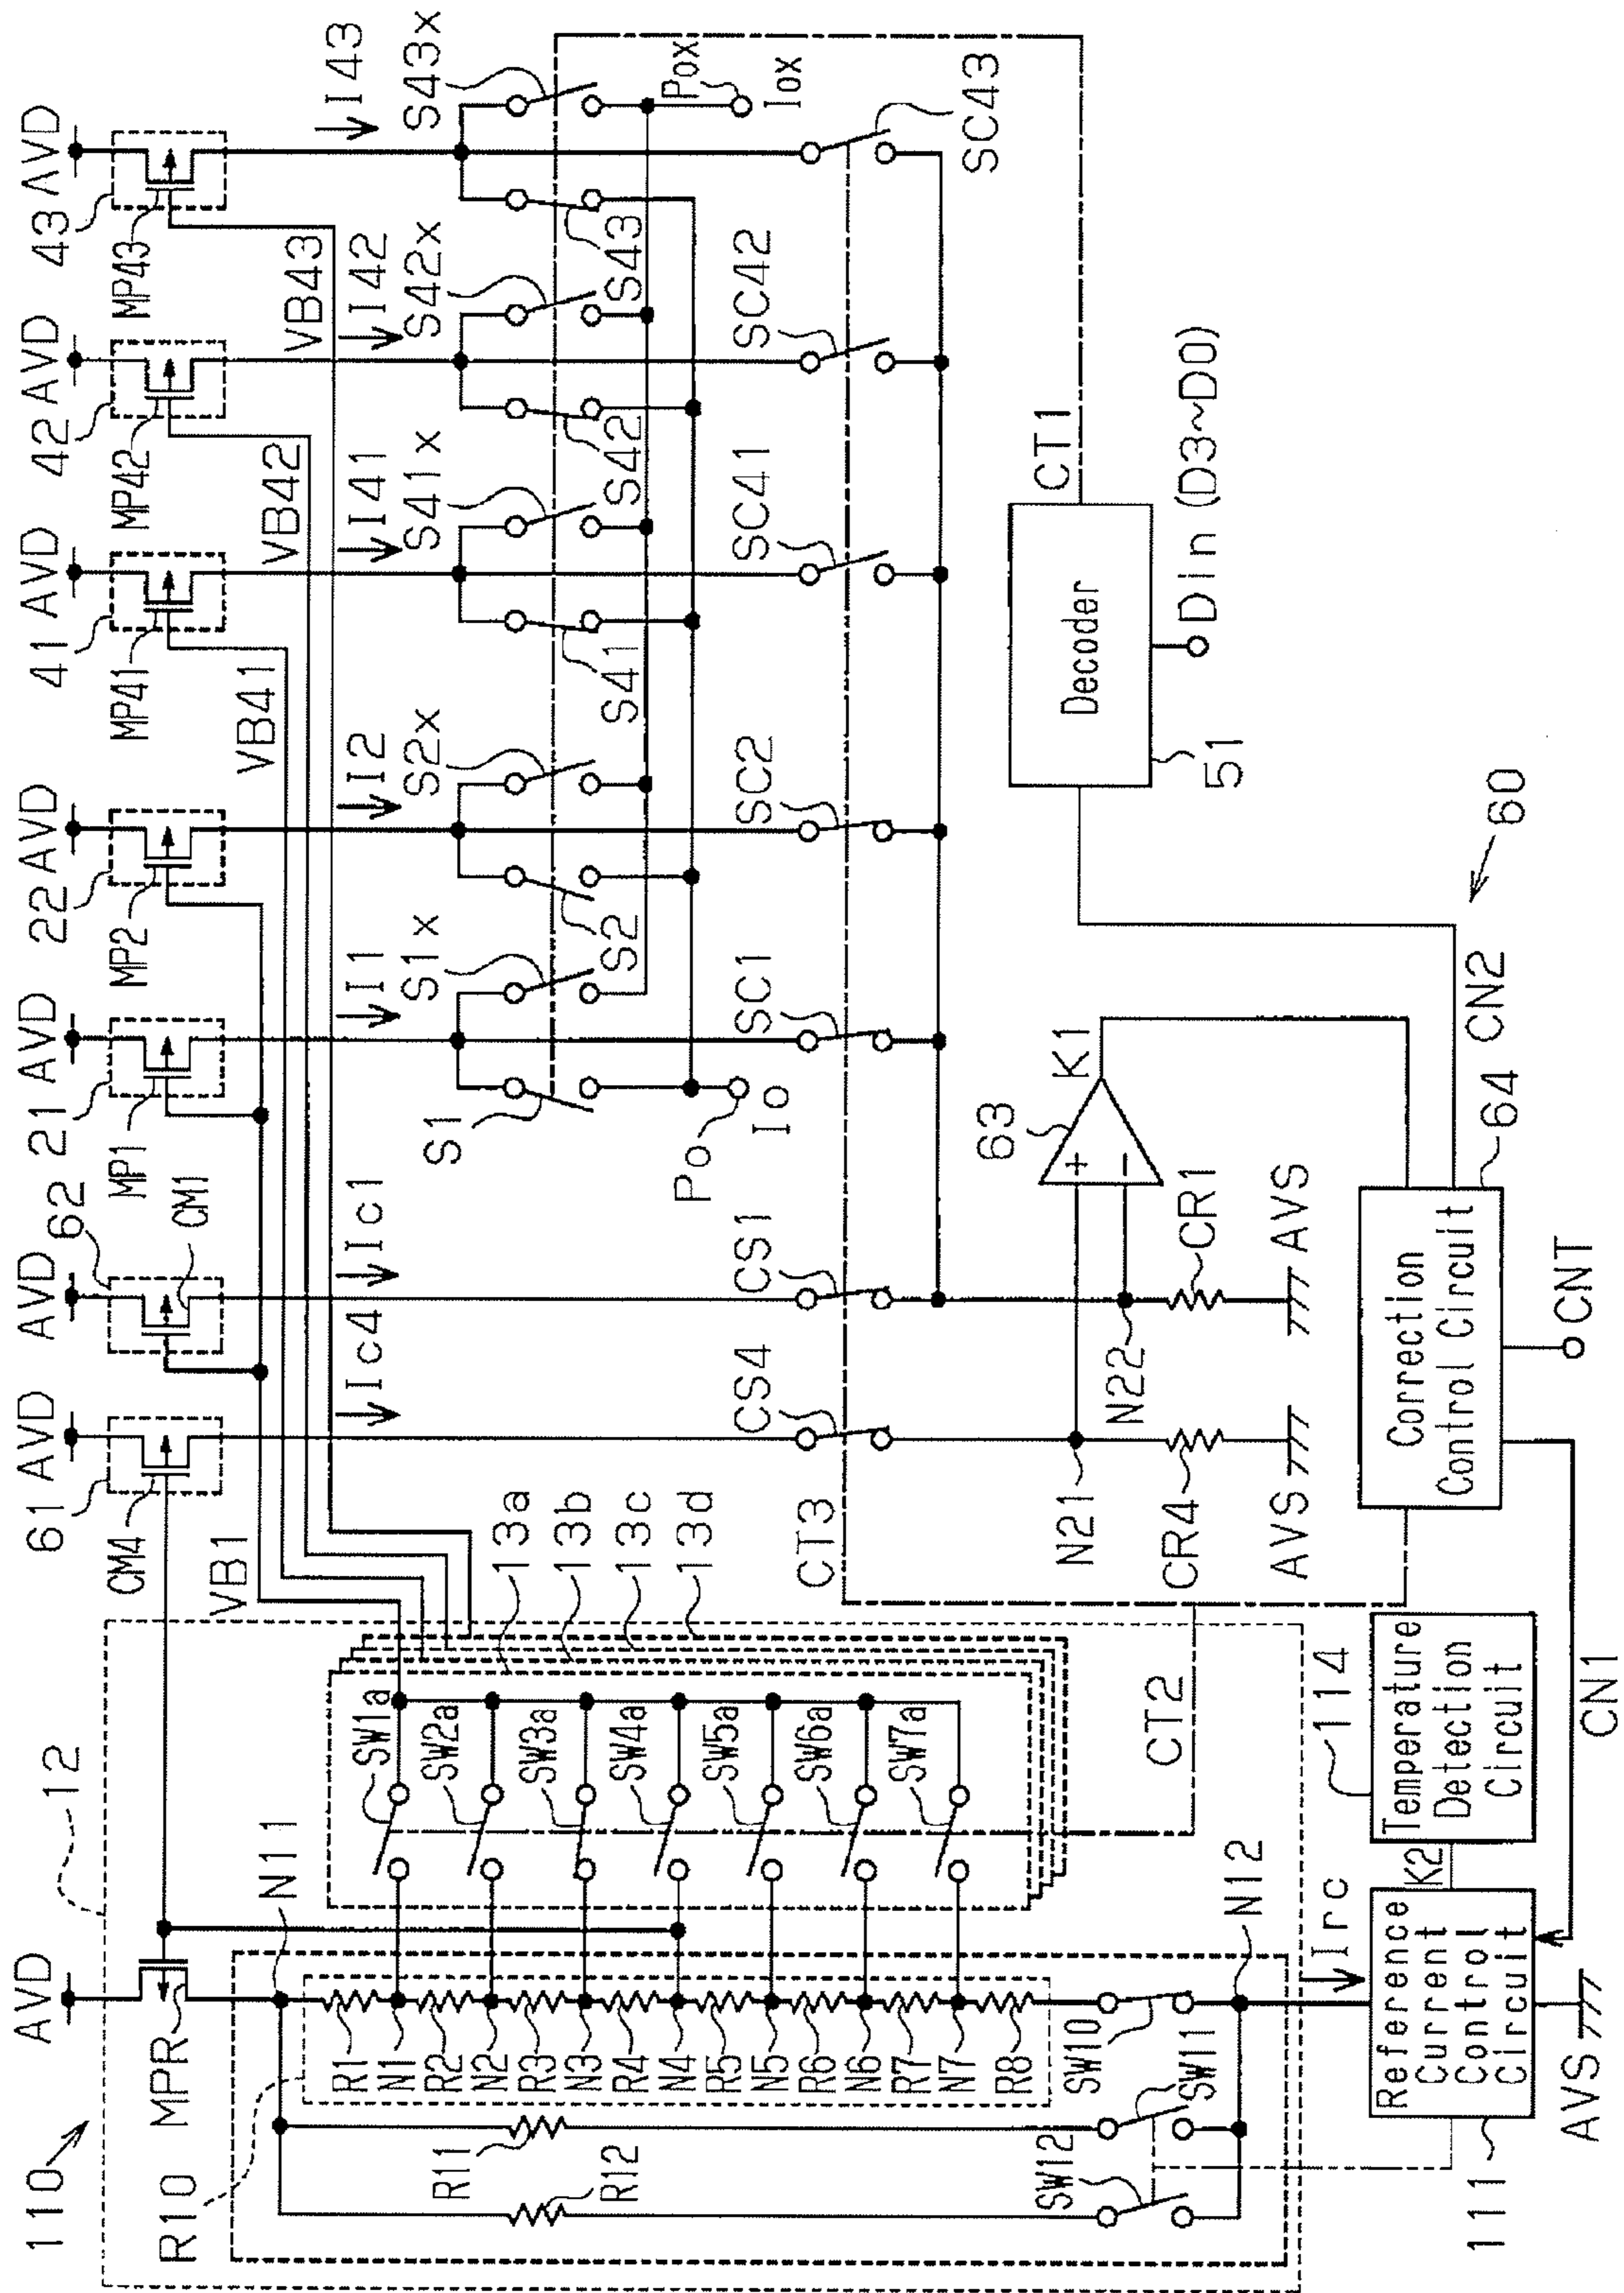 110
12
AVD
MPR
N11
R10
R1
N1
R2
N2
R3
N3
R4
N4
R5
N5
R6
N6
R7
N7
R8
R11
R12
SW10
SW11
SW12
N12
Irc
SW1a
SW2a
SW3a
SW4a
SW5a
SW6a
SW7a
13a
13b
13c
13d
CT2
VB1
VB41
VB42
VB43
61
AVD
CM4
62
AVD
CM1
21
AVD
MP1
22
AVD
MP2
41
AVD
MP41
42
AVD
MP42
43
AVD
MP43
Ic4
Ic1
I1
I2
I41
I42
I43
S1
S1x
S2
S2x
S41
S41x
S42
S42x
S43
S43x
Po
Io
Pox
Iox
CS4
CS1
SC1
SC2
SC41
SC42
SC43
CT3
N21
N22
CR4
CR1
AVS
AVS
63
+
−
K1
Decoder
51
CT1
Din (D3~D0)
60
CN2
Correction
Control Circuit
64
CNT
CN1
Temperature
Detection
Circuit
114
K2
Reference
Current
Control
Circuit
111
AVS